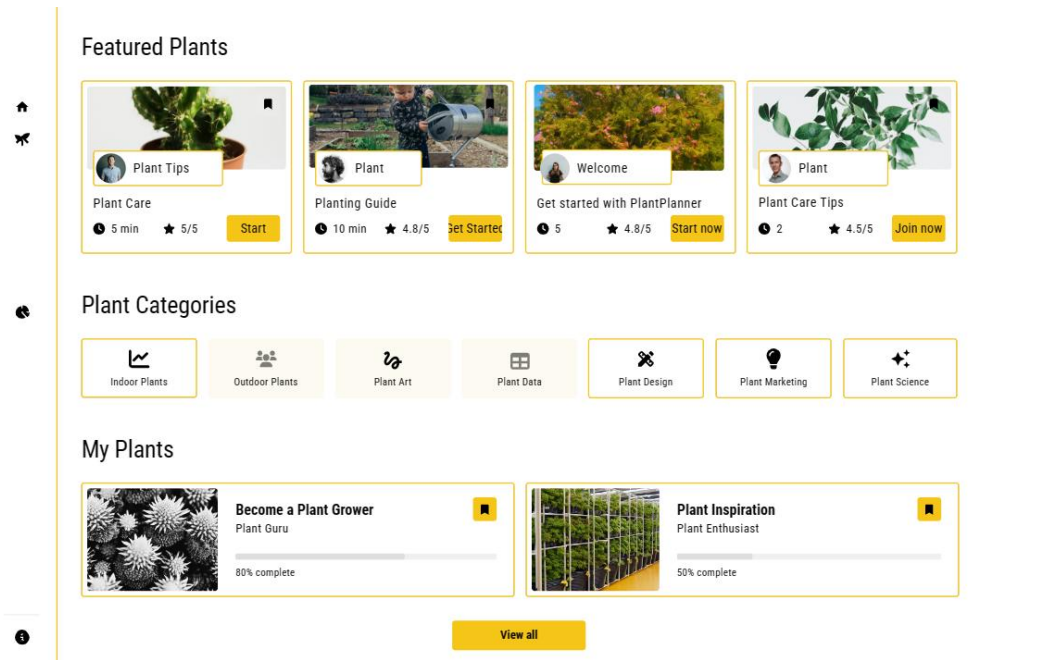 Featured Plants
Plant Tips
Plant Care
5 min 5/5 Start
Plant
Planting Guide
10 min 4.8/5 Get Started
Welcome
Get started with PlantPlanner
5 4.8/5 Start now
Plant
Plant Care Tips
2 4.5/5 Join now
Plant Categories
Indoor Plants
Outdoor Plants
Plant Art
Plant Data
Plant Design
Plant Marketing
Plant Science
My Plants
Become a Plant Grower
Plant Guru
80% complete
Plant Inspiration
Plant Enthusiast
50% complete
View all